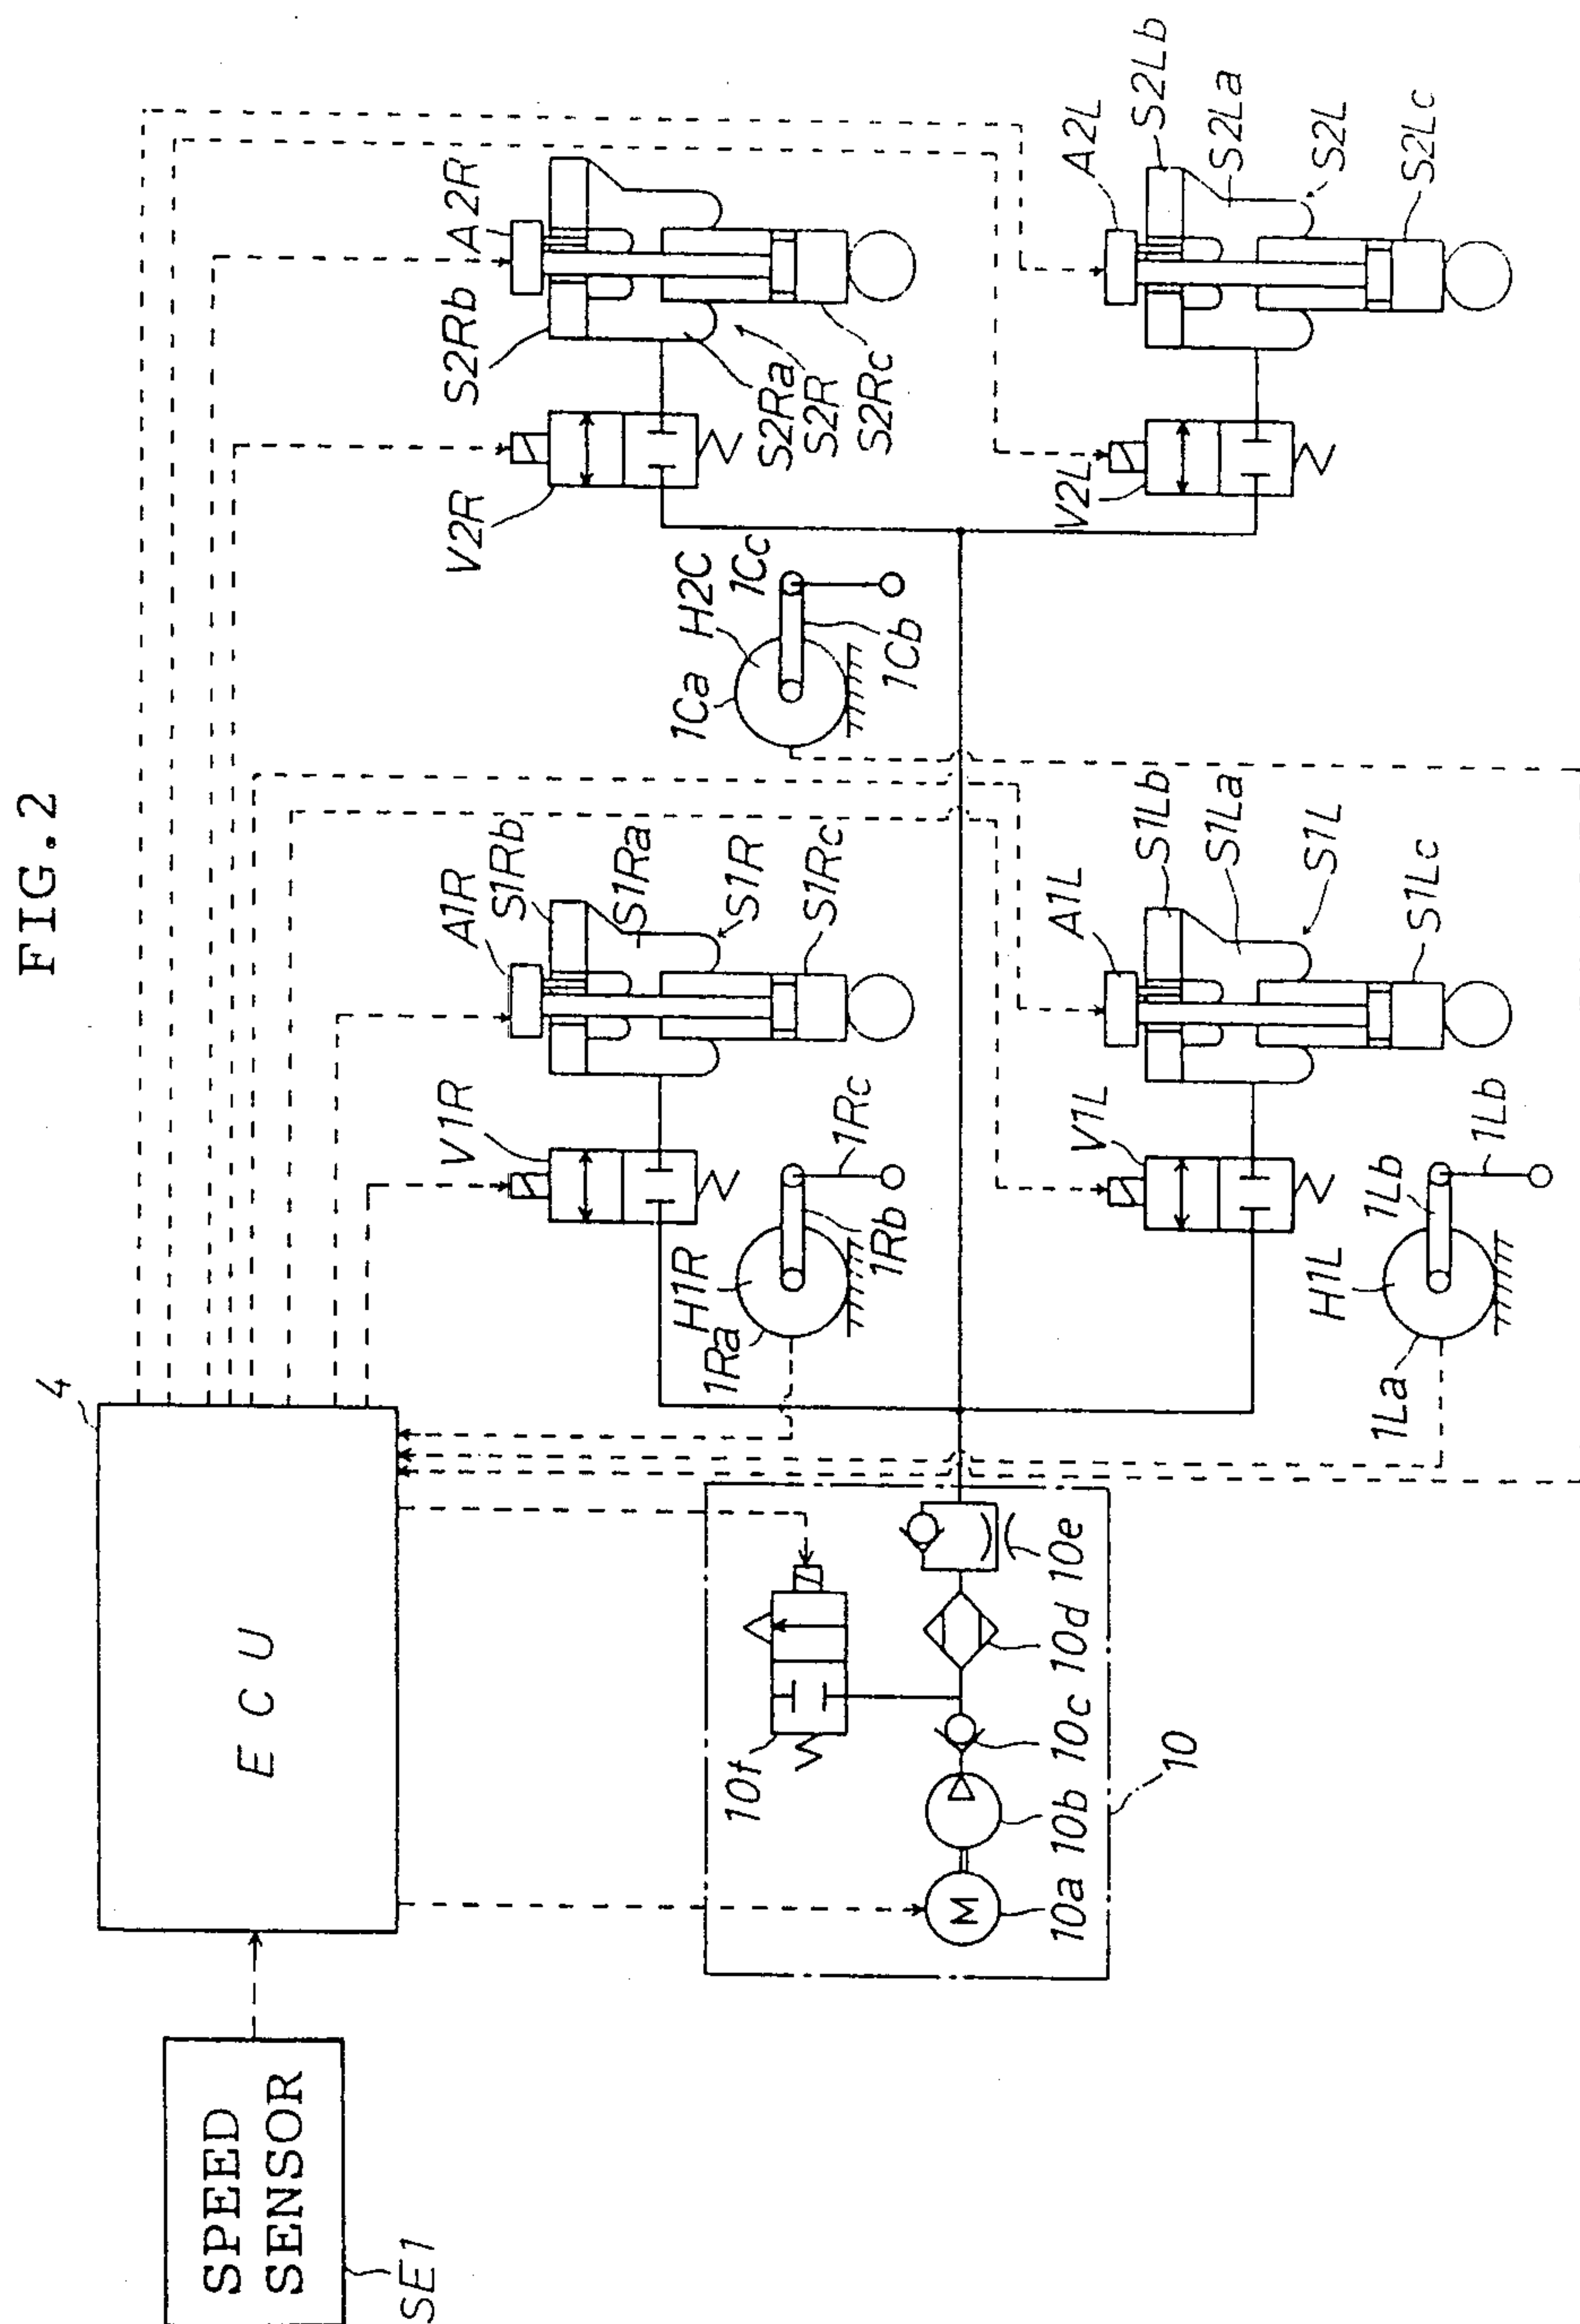 FIG.2
SPEED
SENSOR
SE1
ECU
4
10
10a
10b
10c
10d
10e
10f
M
V1R
A1R
S1Rb
S1Ra
S1R
S1Rc
H1R
1Ra
1Rb
1Rc
V1L
A1L
S1Lb
S1La
S1L
S1Lc
H1L
1La
1Lb
1Lb
1Ca
H2C
1Cc
1Cb
V2R
S2Rb
A2R
S2Ra
S2R
S2Rc
V2L
A2L
S2Lb
S2La
S2L
S2Lc